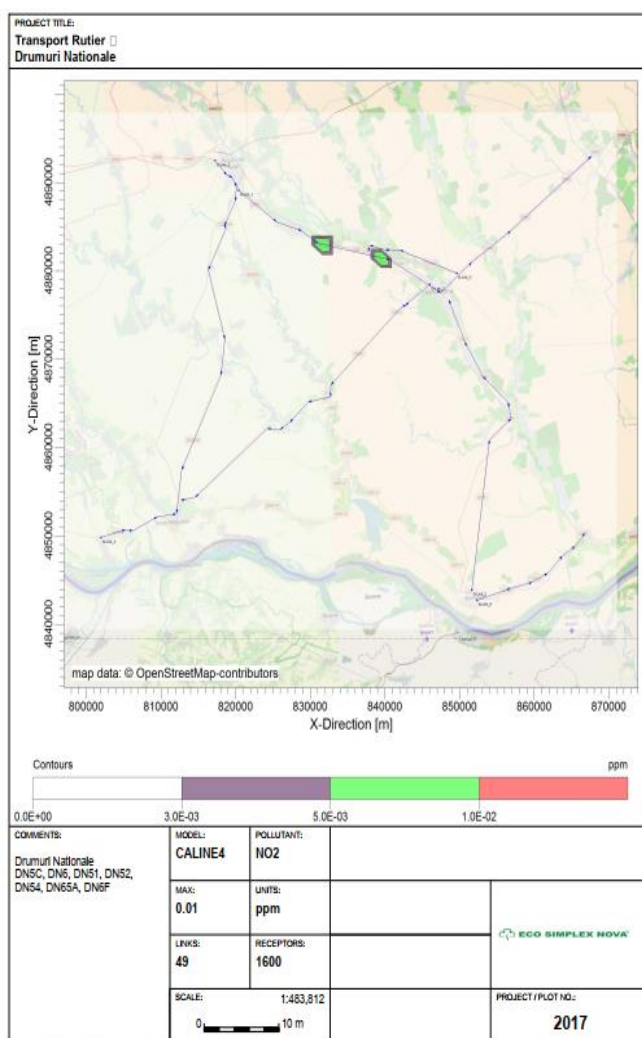 PROJECT TITLE:
Transport Rutier
Drumuri Nationale
4890000
4880000
4870000
4860000
4850000
4840000
Y-Direction [m]
map data: © OpenStreetMap-contributors
800000 810000 820000 830000 840000 850000 860000 870000
X-Direction [m]
Contours ppm
0.0E+00 3.0E-03 5.0E-03 1.0E-02
COMMENTS:
Drumuri Nationale
DN5C, DN6, DN51, DN52,
DN54, DN65A, DN6F
MODEL:
CALINE4
POLLUTANT:
NO2
MAX:
0.01
UNITS:
ppm
LINKS:
49
RECEPTORS:
1600
ECO SIMPLEX NOVA
SCALE: 1:483,812
0 10 m
PROJECT / PLOT NO.:
2017